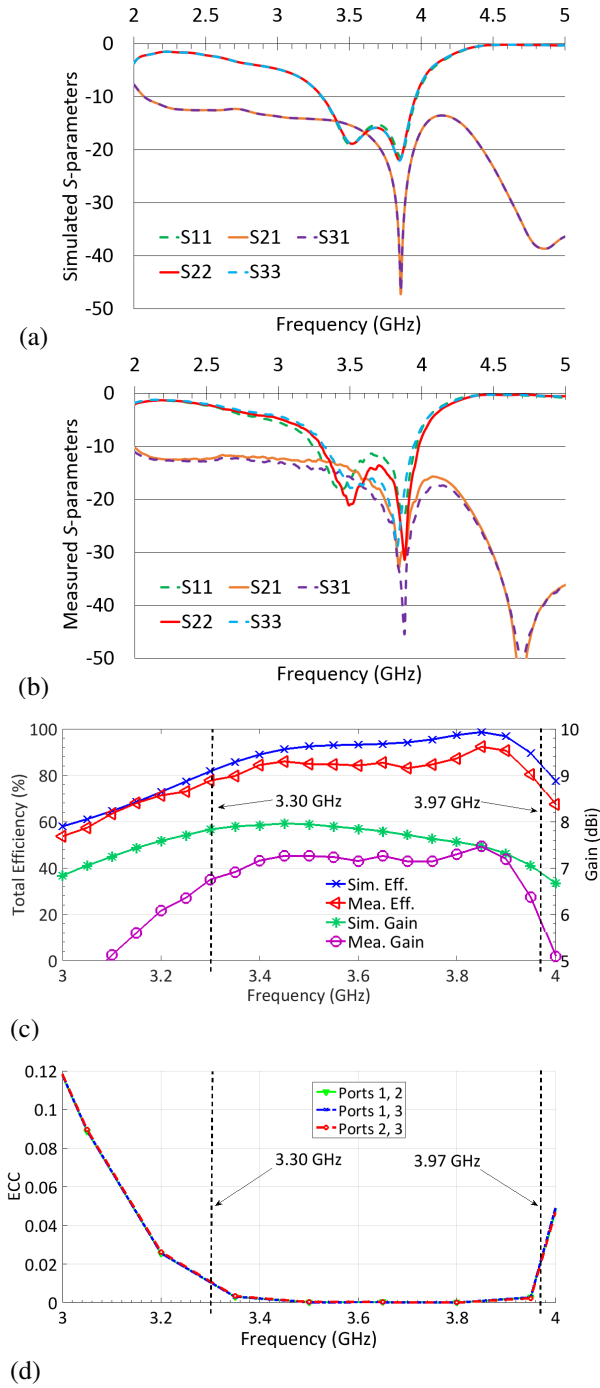 2 2.5 3 3.5 4 4.5 5
0
-10
-20
-30
-40
-50
Simulated S-parameters
S11 S21 S31
S22 S33
Frequency (GHz)
(a)
2 2.5 3 3.5 4 4.5 5
0
-10
-20
-30
-40
-50
Measured S-parameters
S11 S21 S31
S22 S33
Frequency (GHz)
(b)
100
80
60
40
20
0
Total Efficiency (%)
10
9
8
7
6
5
Gain (dBi)
3.30 GHz
3.97 GHz
Sim. Eff.
Mea. Eff.
Sim. Gain
Mea. Gain
3 3.2 3.4 3.6 3.8 4
Frequency (GHz)
(c)
0.12
0.1
0.08
0.06
0.04
0.02
0
ECC
Ports 1, 2
Ports 1, 3
Ports 2, 3
3.30 GHz
3.97 GHz
3 3.2 3.4 3.6 3.8 4
Frequency (GHz)
(d)